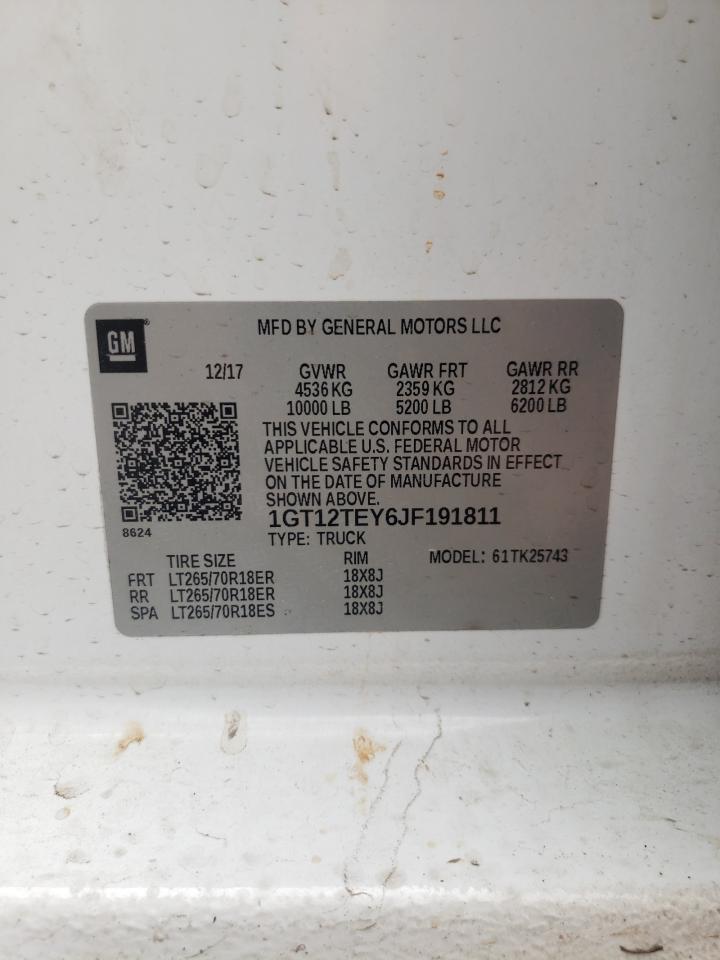 GM
MFD BY GENERAL MOTORS LLC
12/17 GVWR GAWR FRT GAWR RR
4536 KG 2359 KG 2812 KG
10000 LB 5200 LB 6200 LB
THIS VEHICLE CONFORMS TO ALL
APPLICABLE U.S. FEDERAL MOTOR
VEHICLE SAFETY STANDARDS IN EFFECT
ON THE DATE OF MANUFACTURE
SHOWN ABOVE.
1GT12TEY6JF191811
8624
TYPE: TRUCK
TIRE SIZE RIM MODEL: 61TK25743
FRT LT265/70R18ER 18X8J
RR LT265/70R18ER 18X8J
SPA LT265/70R18ES 18X8J